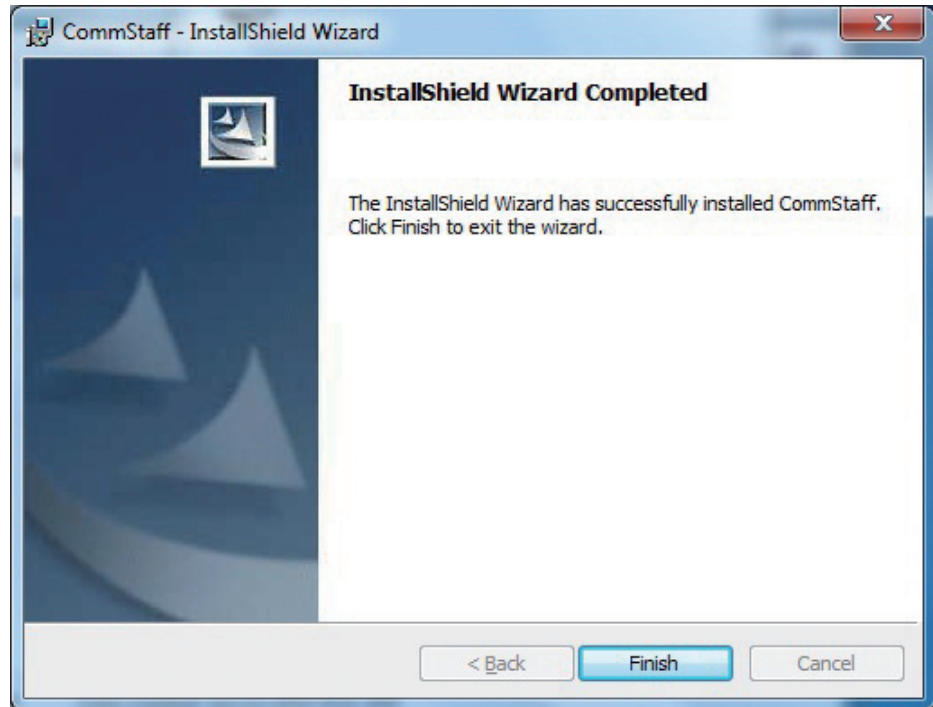 CommStaff - InstallShield Wizard
X
InstallShield Wizard Completed
The InstallShield Wizard has successfully installed CommStaff.
Click Finish to exit the wizard.
< Back
Finish
Cancel